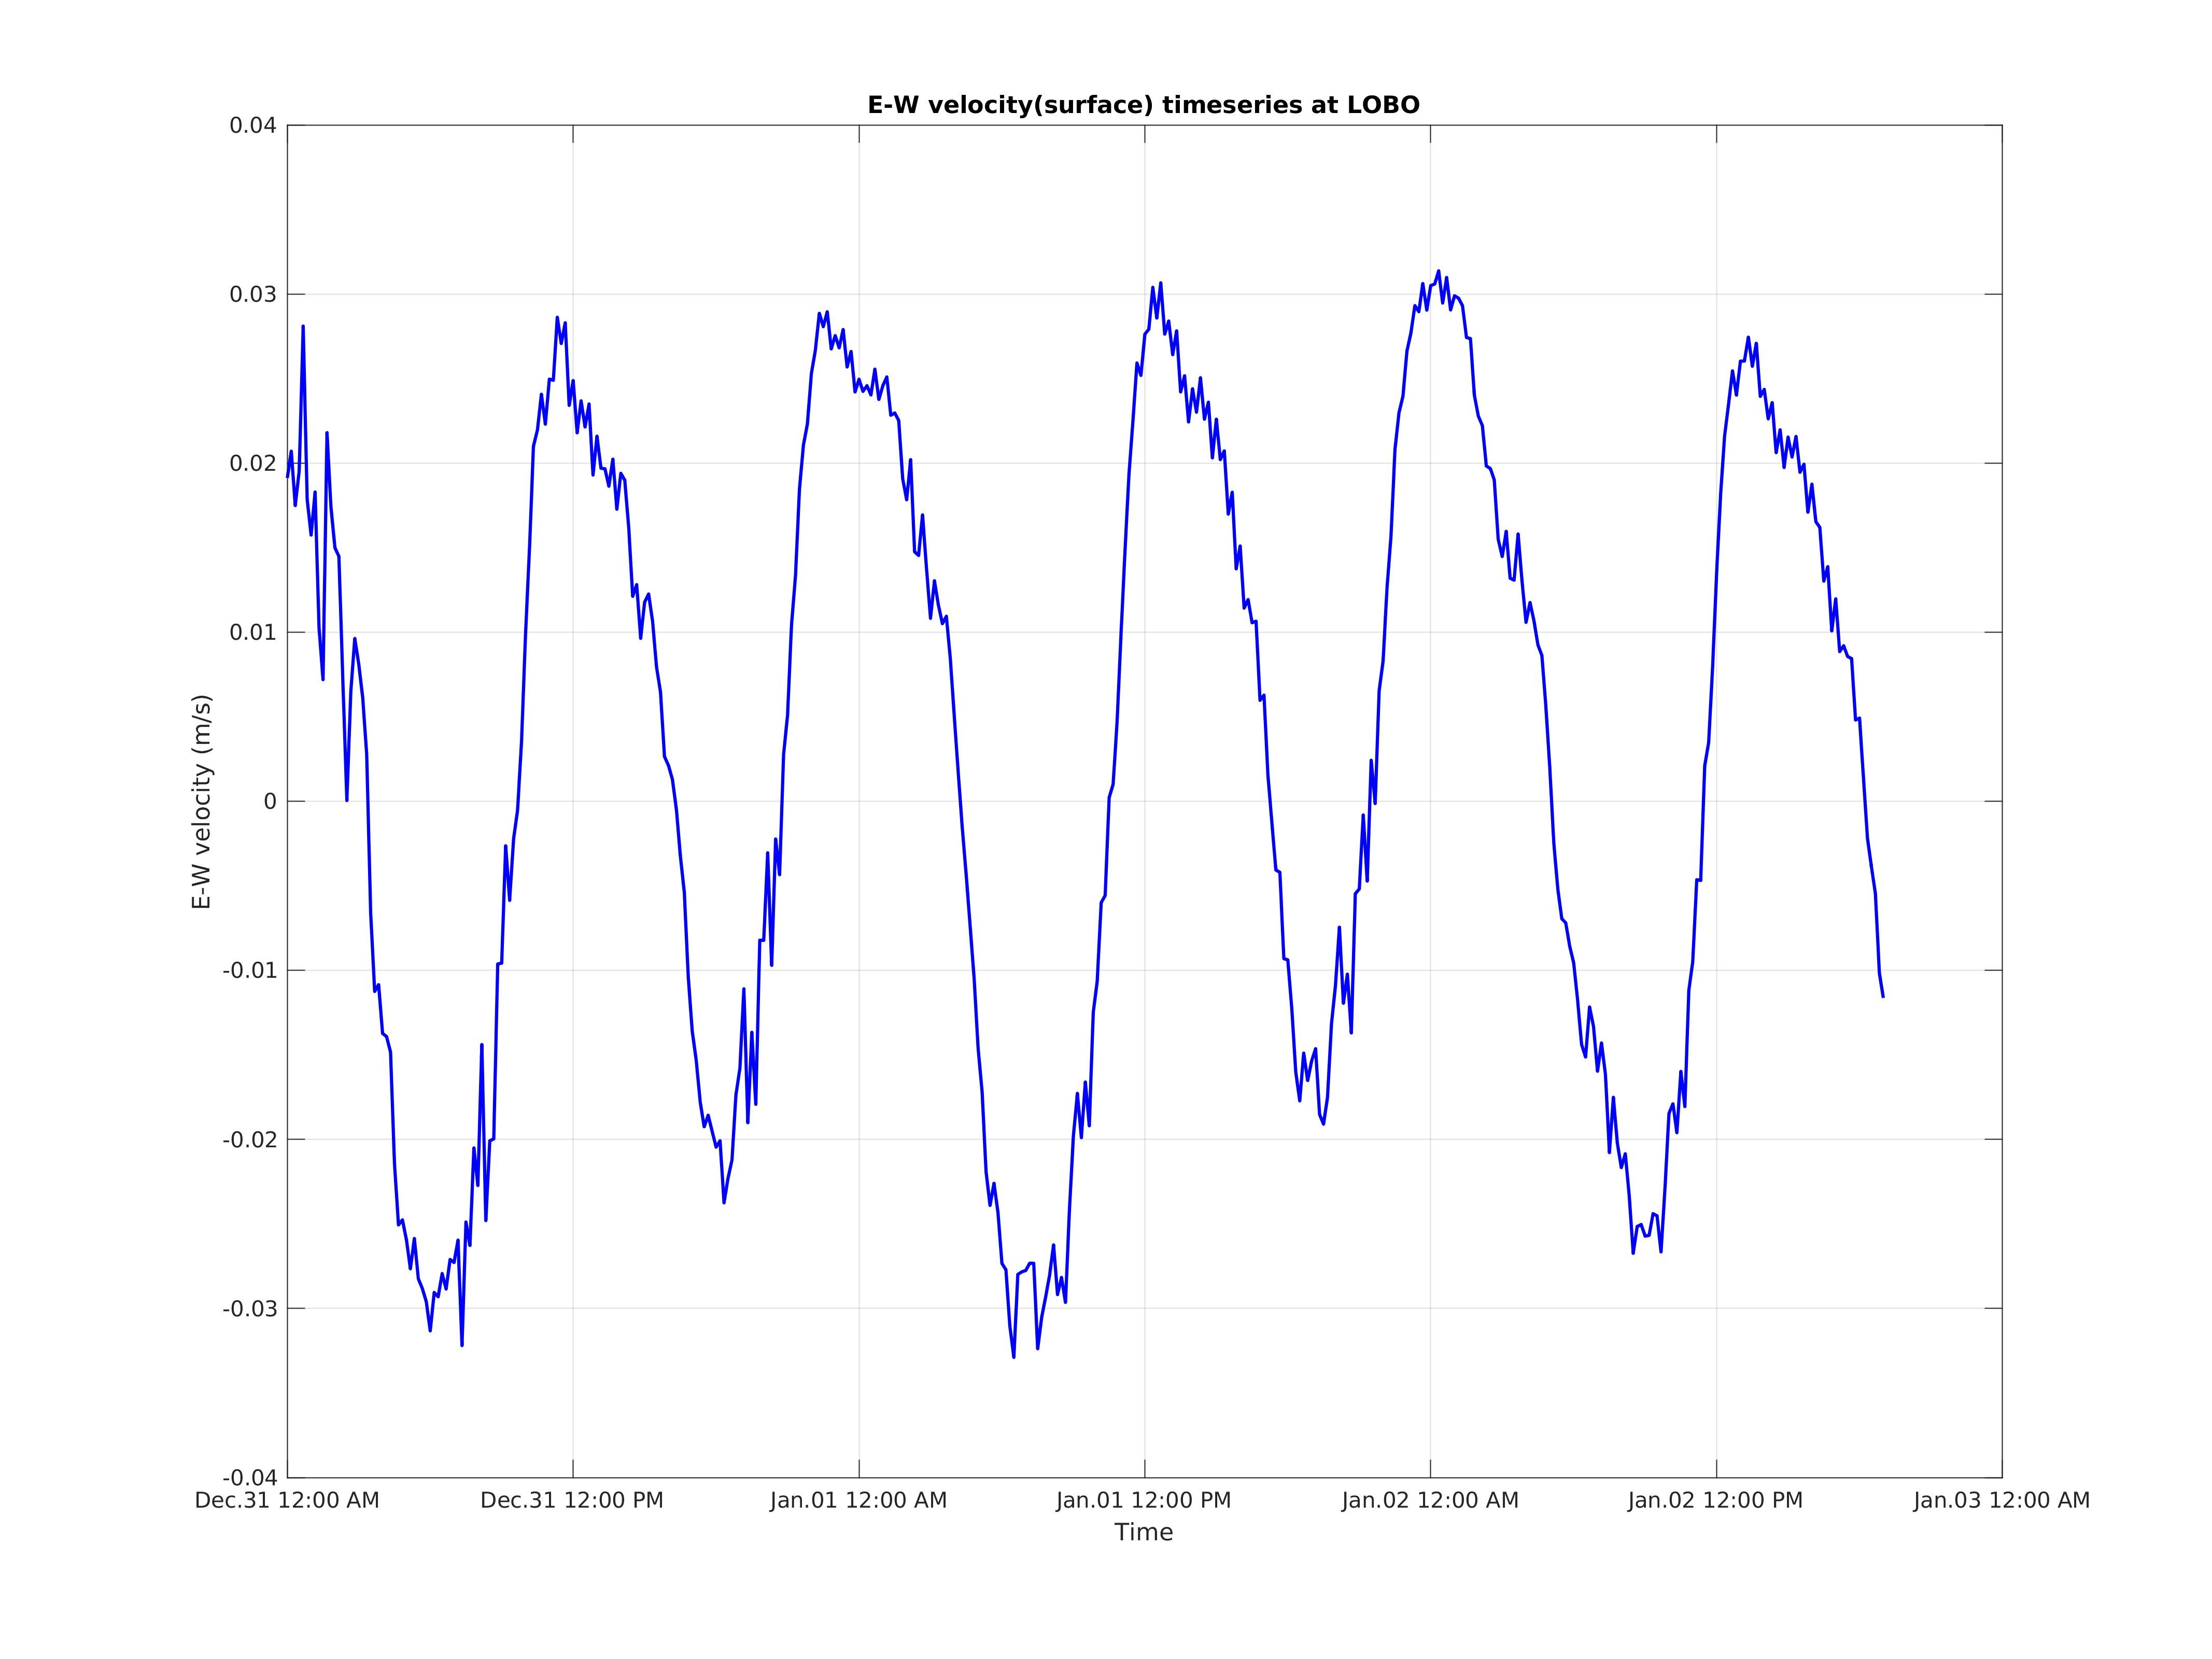 E-W velocity(surface) timeseries at LOBO
0.04
0.03
0.02
0.01
0
-0.01
-0.02
-0.03
-0.04
E-W velocity (m/s)
Dec.31 12:00 AM Dec.31 12:00 PM Jan.01 12:00 AM Jan.01 12:00 PM Jan.02 12:00 AM Jan.02 12:00 PM Jan.03 12:00 AM
Time